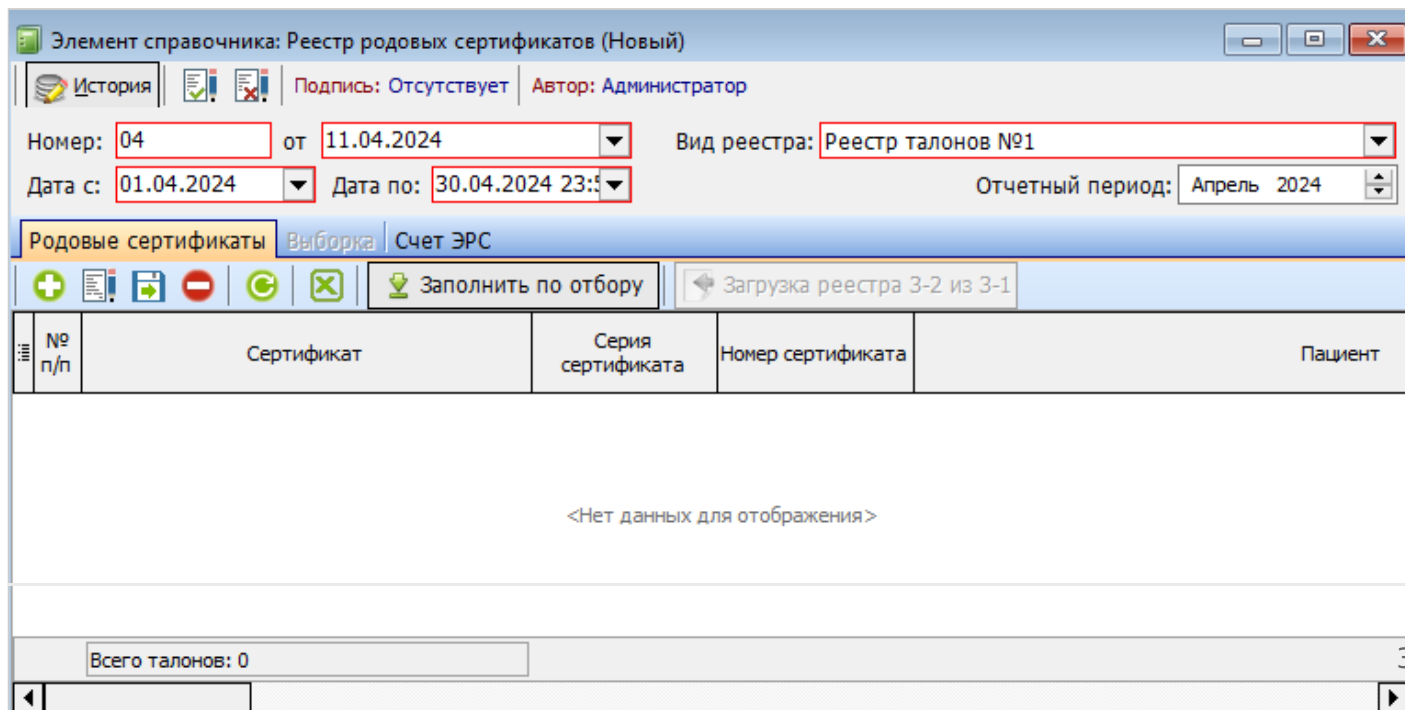 Элемент справочника: Реестр родовых сертификатов (Новый)
История Подпись: Отсутствует Автор: Администратор
Номер: 04 от 11.04.2024 Вид реестра: Реестр талонов №1
Дата с: 01.04.2024 Дата по: 30.04.2024 23:5 Отчетный период: Апрель 2024
Родовые сертификаты Выборка Счет ЭРС
Заполнить по отбору Загрузка реестра 3-2 из 3-1
№ п/п Сертификат Серия сертификата Номер сертификата Пациент
<Нет данных для отображения>
Всего талонов: 0